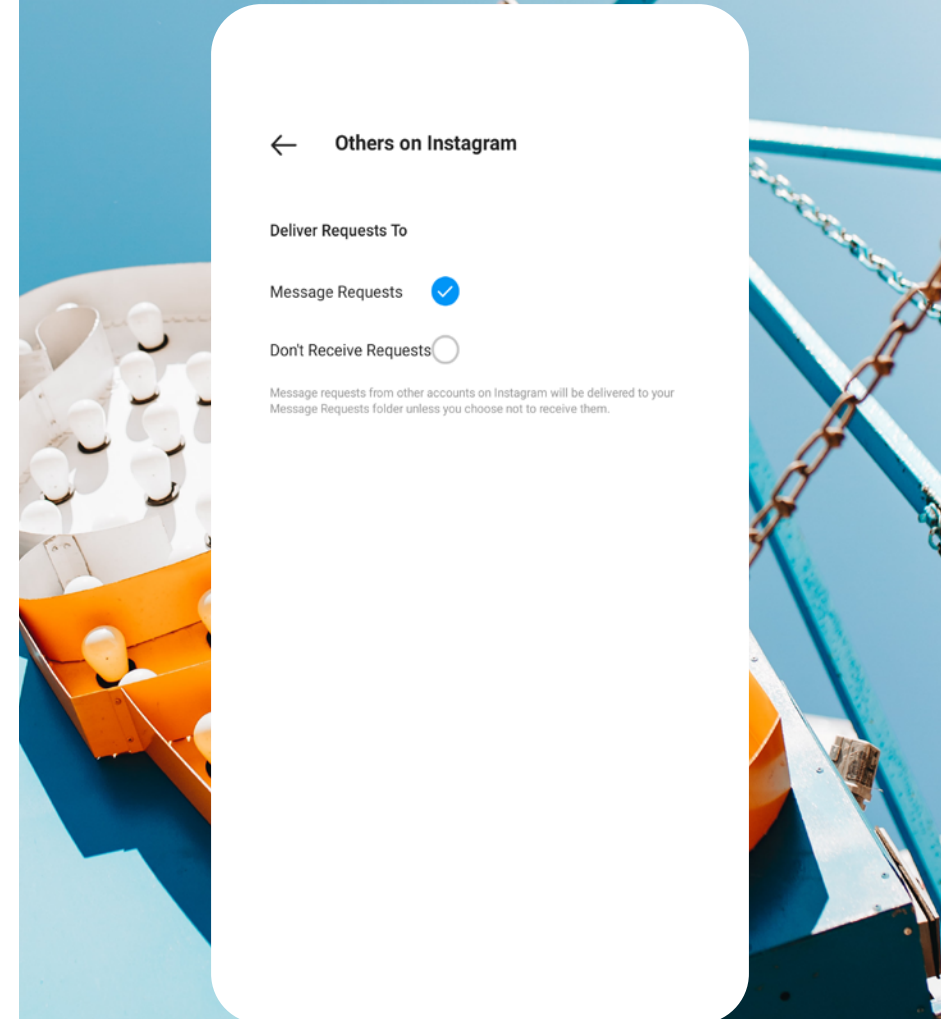 Others on Instagram
Deliver Requests To
Message Requests
Don't Receive Requests
Message requests from other accounts on Instagram will be delivered to your
Message Requests folder unless you choose not to receive them.